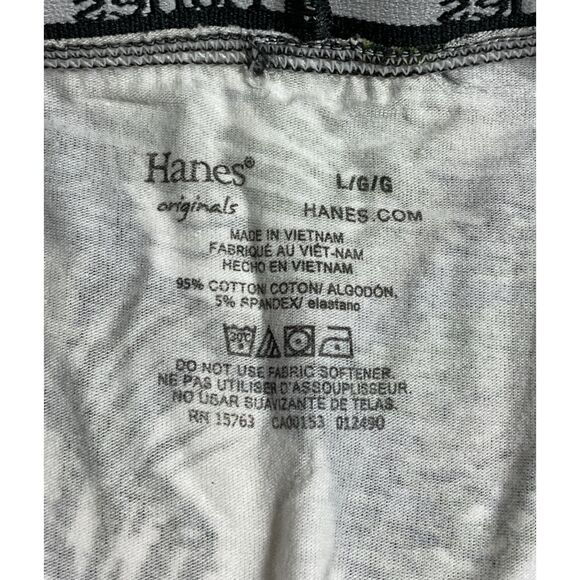 Hanes®
originals
L/G/G
HANES.COM
MADE IN VIETNAM
FABRIQUÉ AU VIÊT-NAM
HECHO EN VIETNAM
95% COTTON COTON/ ALGODÓN,
5% SPANDEX/ elastano
30°C
DO NOT USE FABRIC SOFTENER.
NE PAS UTILISER D'ASSOUPLISSEUR.
NO USAR SUAVIZANTE DE TELAS.
RN 15763 CA00153 012490